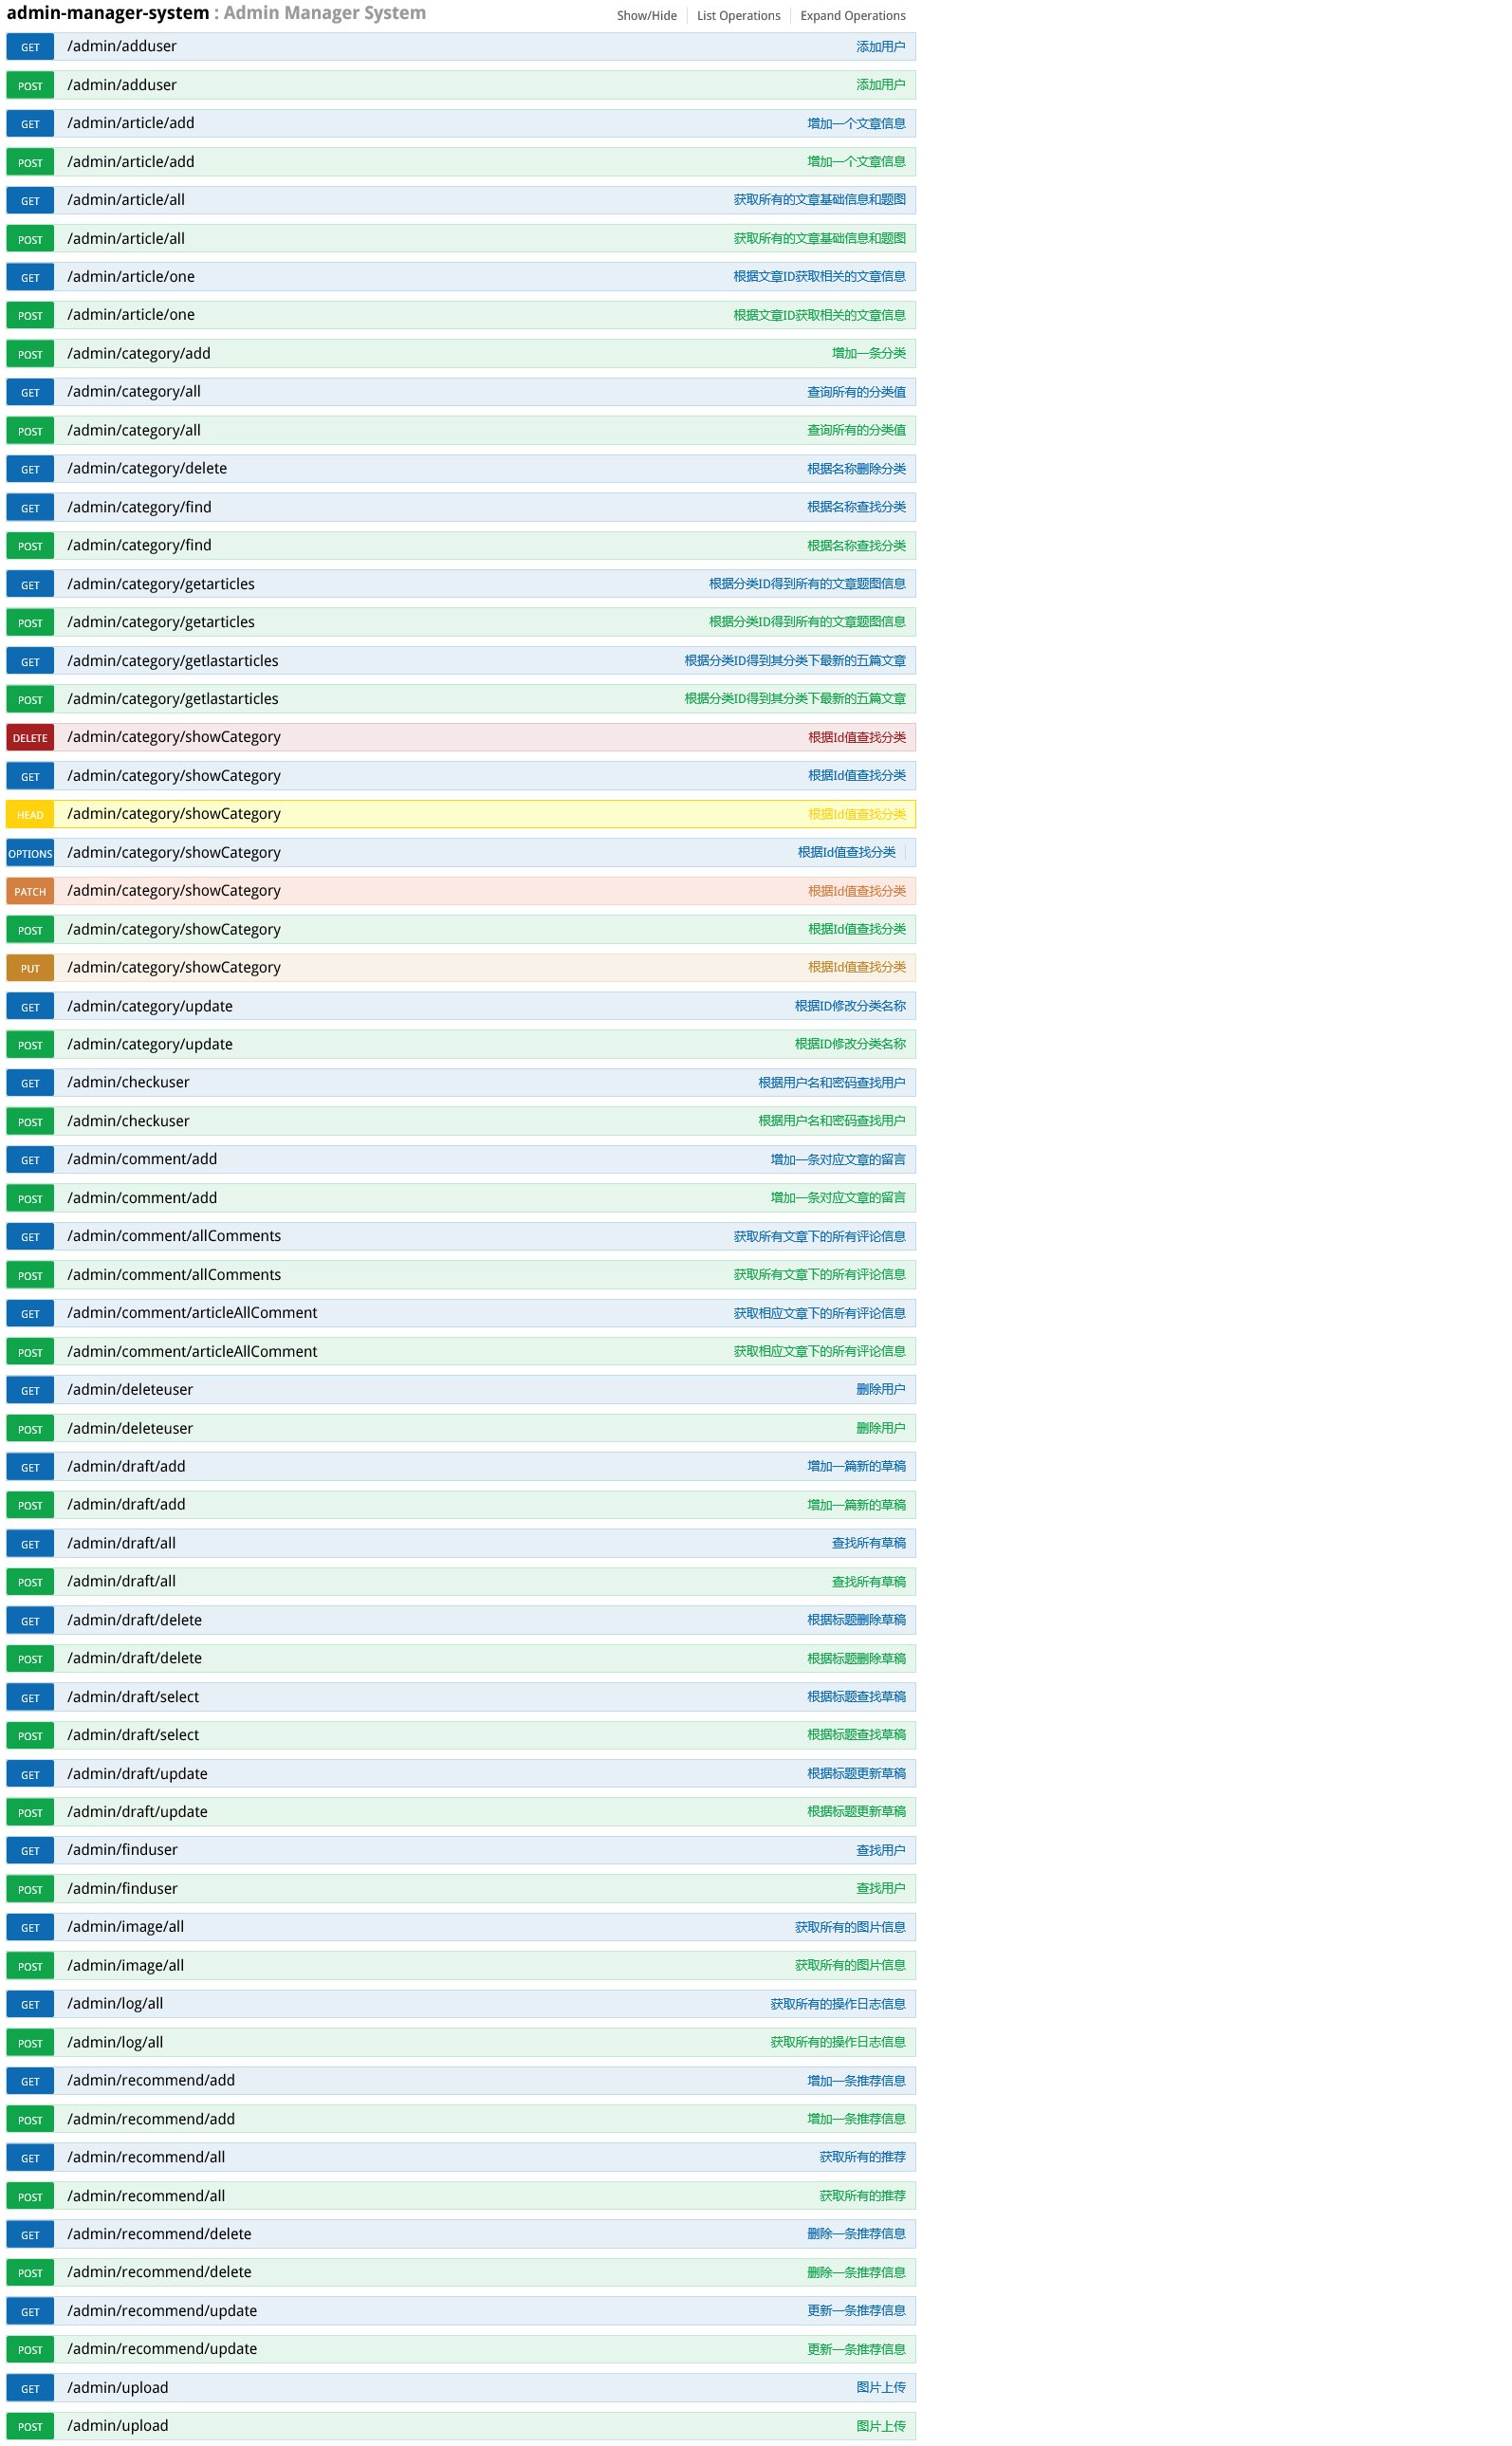 admin-manager-system : Admin Manager System Show/Hide List Operations Expand Operations
GET /admin/adduser 添加用户
POST /admin/adduser 添加用户
GET /admin/article/add 增加一个文章信息
POST /admin/article/add 增加一个文章信息
GET /admin/article/all 获取所有的文章基础信息和题图
POST /admin/article/all 获取所有的文章基础信息和题图
GET /admin/article/one 根据文章ID获取相关的文章信息
POST /admin/article/one 根据文章ID获取相关的文章信息
POST /admin/category/add 增加一条分类
GET /admin/category/all 查询所有的分类值
POST /admin/category/all 查询所有的分类值
GET /admin/category/delete 根据名称删除分类
GET /admin/category/find 根据名称查找分类
POST /admin/category/find 根据名称查找分类
GET /admin/category/getarticles 根据分类ID得到所有的文章题图信息
POST /admin/category/getarticles 根据分类ID得到所有的文章题图信息
GET /admin/category/getlastarticles 根据分类ID得到其分类下最新的五篇文章
POST /admin/category/getlastarticles 根据分类ID得到其分类下最新的五篇文章
DELETE /admin/category/showCategory 根据Id值查找分类
GET /admin/category/showCategory 根据Id值查找分类
HEAD /admin/category/showCategory 根据Id值查找分类
OPTIONS /admin/category/showCategory 根据Id值查找分类
PATCH /admin/category/showCategory 根据Id值查找分类
POST /admin/category/showCategory 根据Id值查找分类
PUT /admin/category/showCategory 根据Id值查找分类
GET /admin/category/update 根据ID修改分类名称
POST /admin/category/update 根据ID修改分类名称
GET /admin/checkuser 根据用户名和密码查找用户
POST /admin/checkuser 根据用户名和密码查找用户
GET /admin/comment/add 增加一条对应文章的留言
POST /admin/comment/add 增加一条对应文章的留言
GET /admin/comment/allComments 获取所有文章下的所有评论信息
POST /admin/comment/allComments 获取所有文章下的所有评论信息
GET /admin/comment/articleAllComment 获取相应文章下的所有评论信息
POST /admin/comment/articleAllComment 获取相应文章下的所有评论信息
GET /admin/deleteuser 删除用户
POST /admin/deleteuser 删除用户
GET /admin/draft/add 增加一篇新的草稿
POST /admin/draft/add 增加一篇新的草稿
GET /admin/draft/all 查找所有草稿
POST /admin/draft/all 查找所有草稿
GET /admin/draft/delete 根据标题删除草稿
POST /admin/draft/delete 根据标题删除草稿
GET /admin/draft/select 根据标题查找草稿
POST /admin/draft/select 根据标题查找草稿
GET /admin/draft/update 根据标题更新草稿
POST /admin/draft/update 根据标题更新草稿
GET /admin/finduser 查找用户
POST /admin/finduser 查找用户
GET /admin/image/all 获取所有的图片信息
POST /admin/image/all 获取所有的图片信息
GET /admin/log/all 获取所有的操作日志信息
POST /admin/log/all 获取所有的操作日志信息
GET /admin/recommend/add 增加一条推荐信息
POST /admin/recommend/add 增加一条推荐信息
GET /admin/recommend/all 获取所有的推荐
POST /admin/recommend/all 获取所有的推荐
GET /admin/recommend/delete 删除一条推荐信息
POST /admin/recommend/delete 删除一条推荐信息
GET /admin/recommend/update 更新一条推荐信息
POST /admin/recommend/update 更新一条推荐信息
GET /admin/upload 图片上传
POST /admin/upload 图片上传